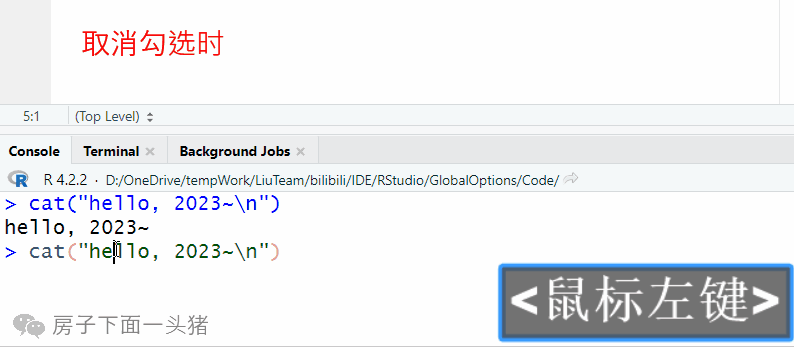 取消勾选时
5:1 (Top Level)
Console Terminal Background Jobs
R 4.2.2 · D:/OneDrive/tempWork/LiuTeam/bilibili/IDE/RStudio/GlobalOptions/Code/
> cat("hello, 2023~\n")
hello, 2023~
> cat("hello, 2023~\n")
<鼠标左键>
房子下面一头猪